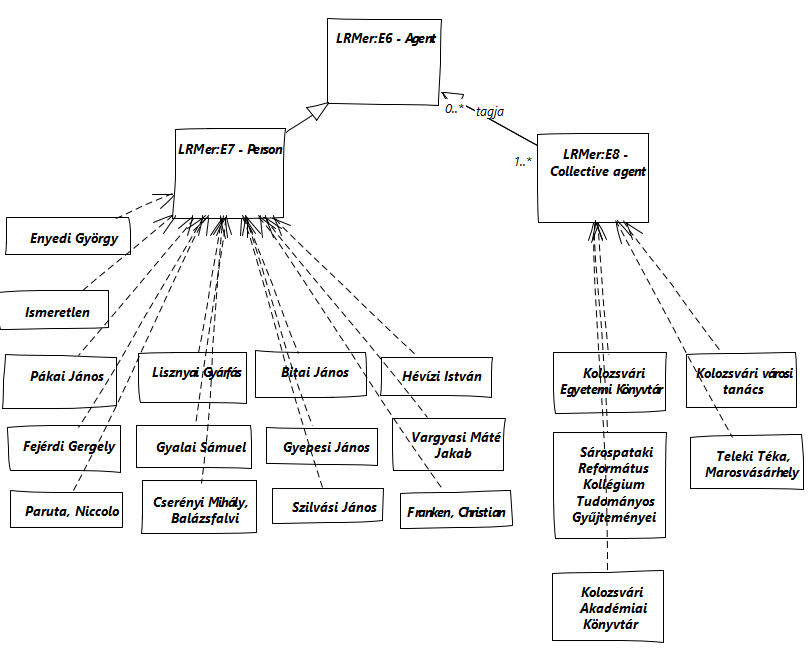 LRMer:E6 - Agent
0..* tagja
LRMer:E7 - Person
LRMer:E8 -
Collective agent
1..*
Enyedi György
Ismeretlen
Pákai János
Lisznyai Gyárfás
Bitai János
Hévízi István
Kolozsvári
Egyetemi Könyvtár
Kolozsvári városi
tanács
Fejérdi Gergely
Gyalai Sámuel
Gyepesi János
Vargyasi Máté
Jakab
Sárospataki
Református
Kollégium
Tudományos
Gyűjteményei
Teleki Téka,
Marosvásárhely
Paruta, Niccolo
Cserényi Mihály,
Balázsfalvi
Szilvási János
Franken, Christian
Kolozsvári
Akadémiai
Könyvtár